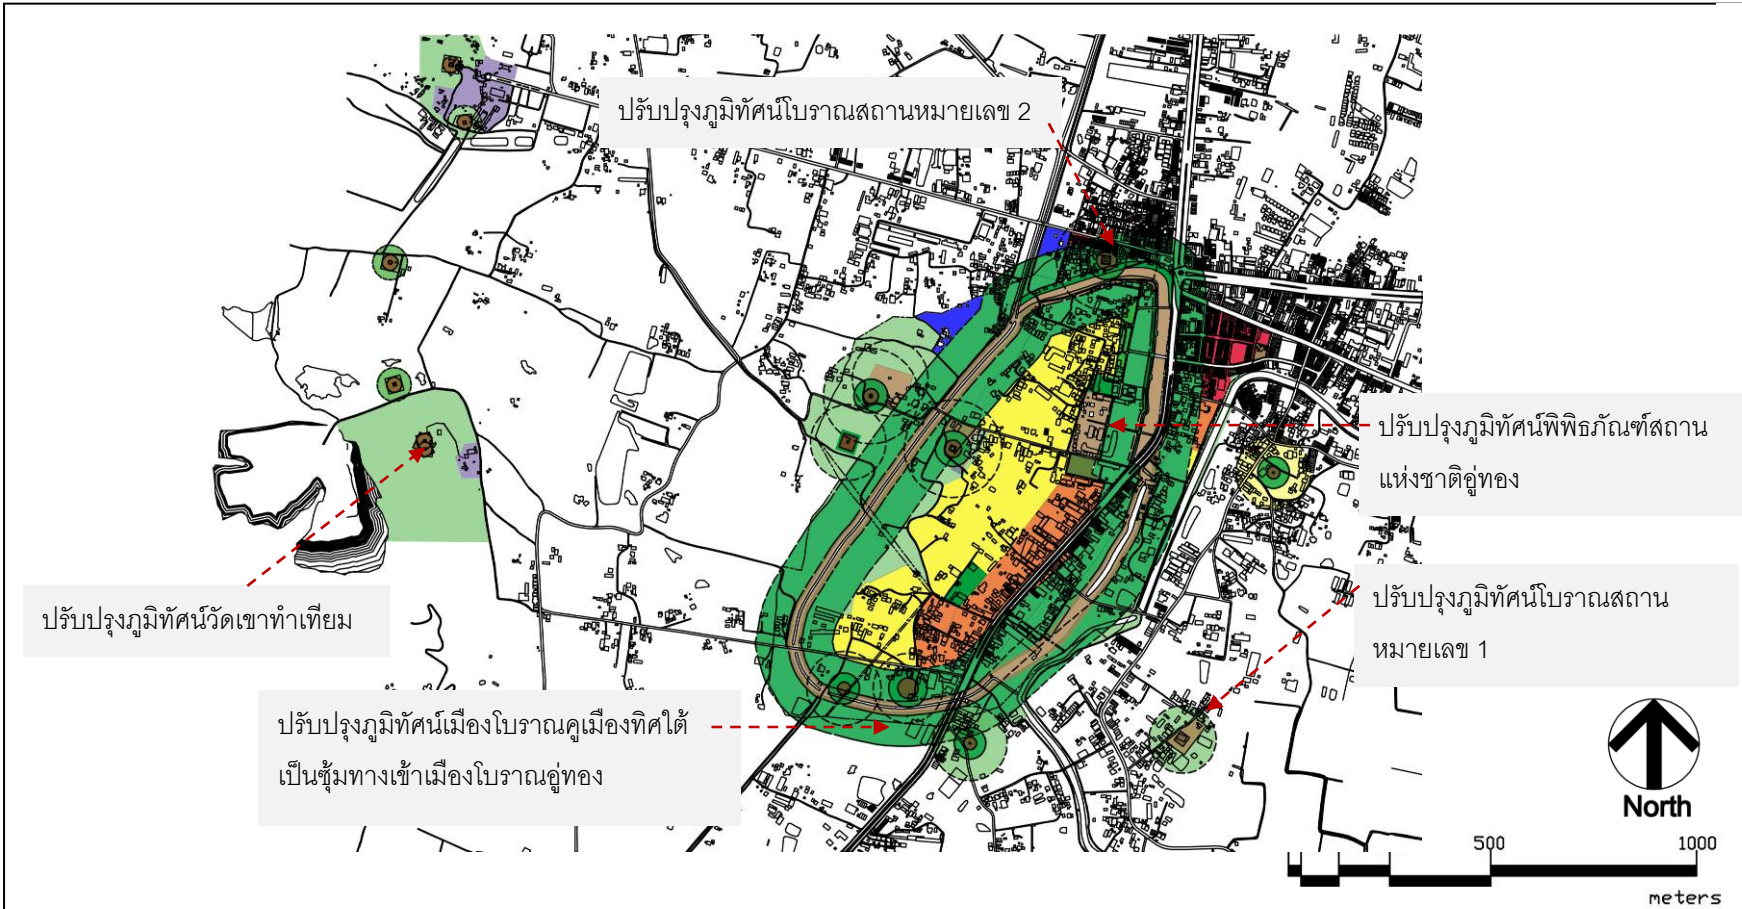 ปรับปรุงภูมิทัศน์โบราณสถานหมายเลข 2
ปรับปรุงภูมิทัศน์พิพิธภัณฑ์สถาน
แห่งชาติอู่ทอง
ปรับปรุงภูมิทัศน์วัดเขาทำเทียม
ปรับปรุงภูมิทัศน์โบราณสถาน
หมายเลข 1
ปรับปรุงภูมิทัศน์เมืองโบราณคูเมืองทิศใต้
เป็นซุ้มทางเข้าเมืองโบราณอู่ทอง
North
500 1000
meters